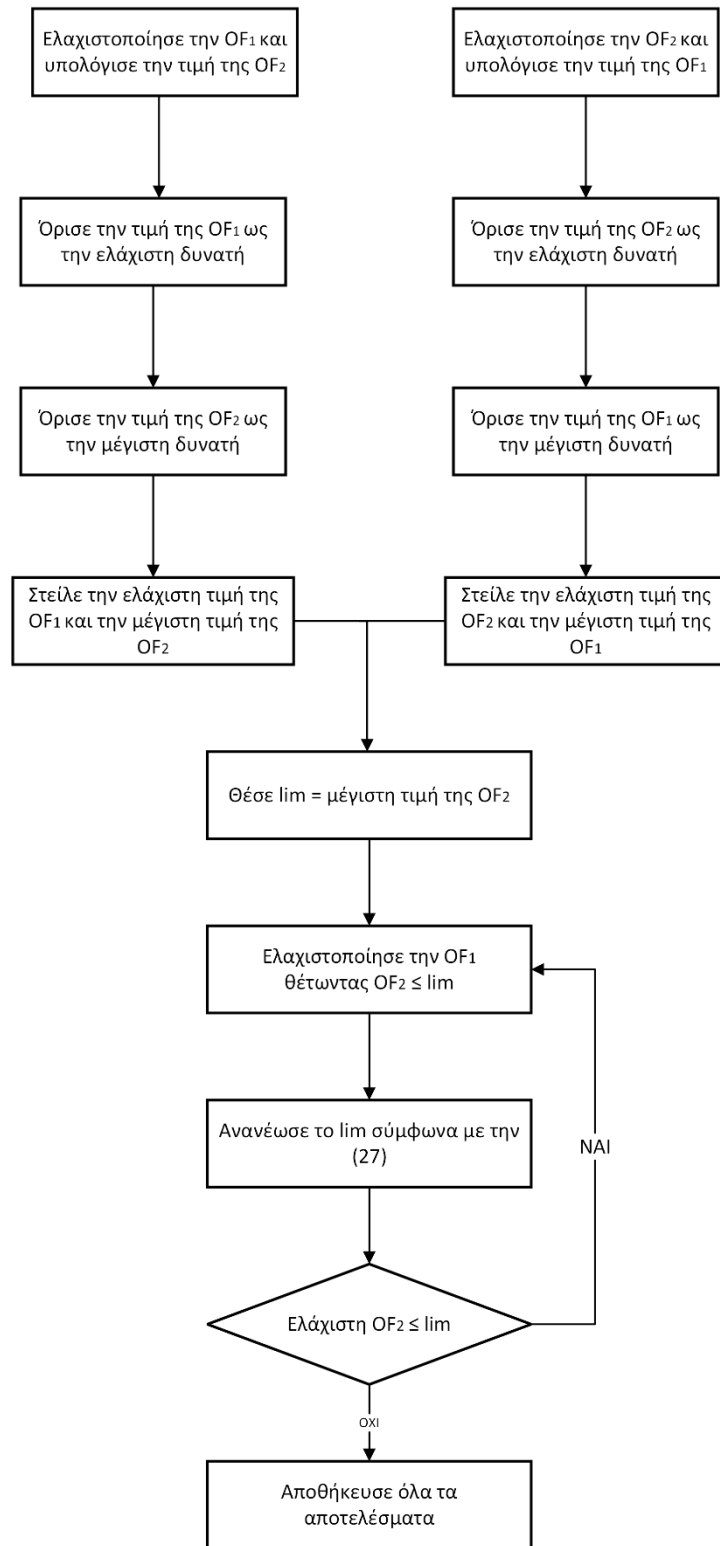 Ελαχιστοποίησε την OF₁ και
υπολόγισε την τιμή της OF₂
Ελαχιστοποίησε την OF₂ και
υπολόγισε την τιμή της OF₁
Όρισε την τιμή της OF₁ ως
την ελάχιστη δυνατή
Όρισε την τιμή της OF₂ ως
την ελάχιστη δυνατή
Όρισε την τιμή της OF₂ ως
την μέγιστη δυνατή
Όρισε την τιμή της OF₁ ως
την μέγιστη δυνατή
Στείλε την ελάχιστη τιμή της
OF₁ και την μέγιστη τιμή της
OF₂
Στείλε την ελάχιστη τιμή της
OF₂ και την μέγιστη τιμή της
OF₁
Θέσε lim = μέγιστη τιμή της OF₂
Ελαχιστοποίησε την OF₁
θέτωντας OF₂ ≤ lim
Ανανέωσε το lim σύμφωνα με την
(27)
ΝΑΙ
Ελάχιστη OF₂ ≤ lim
ΟΧΙ
Αποθήκευσε όλα τα
αποτελέσματα